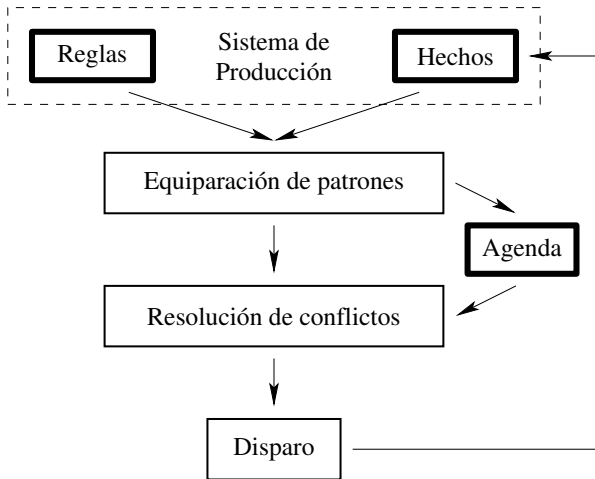 Reglas
Sistema de
Producción
Hechos
Equiparación de patrones
Agenda
Resolución de conflictos
Disparo